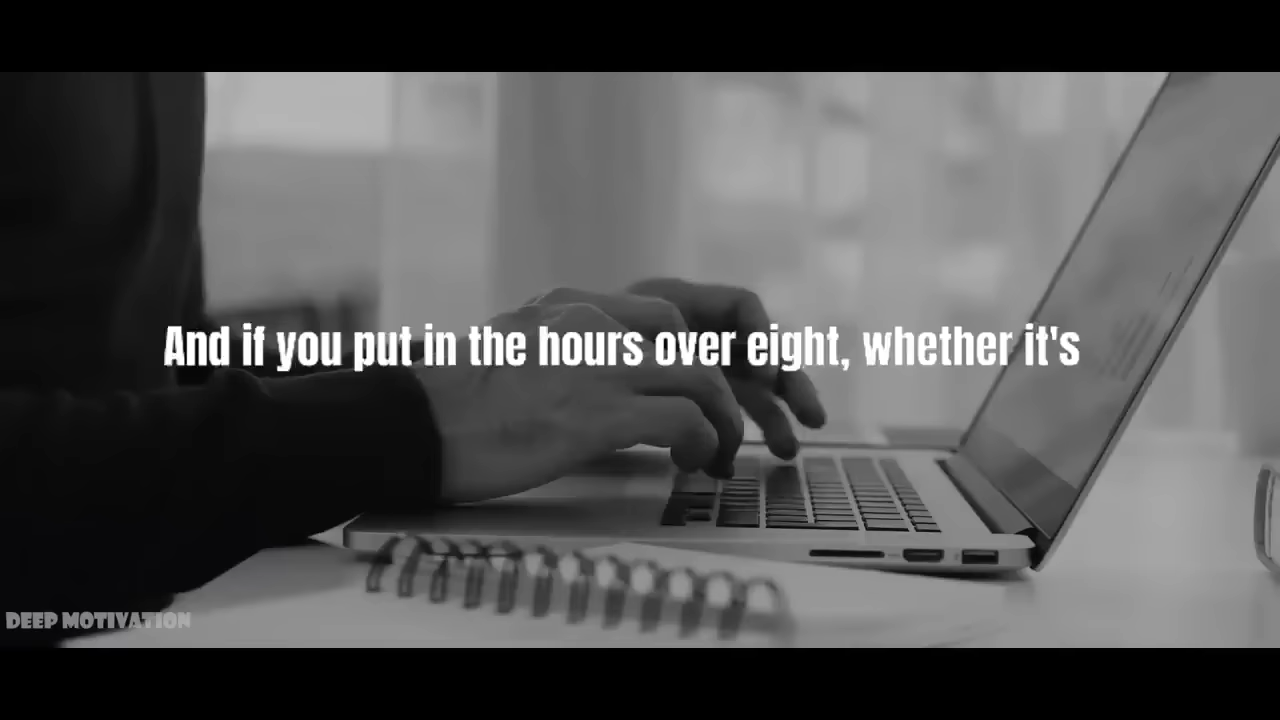 And if you put in the hours over eight, whether it's
DEEP MOTIVATION